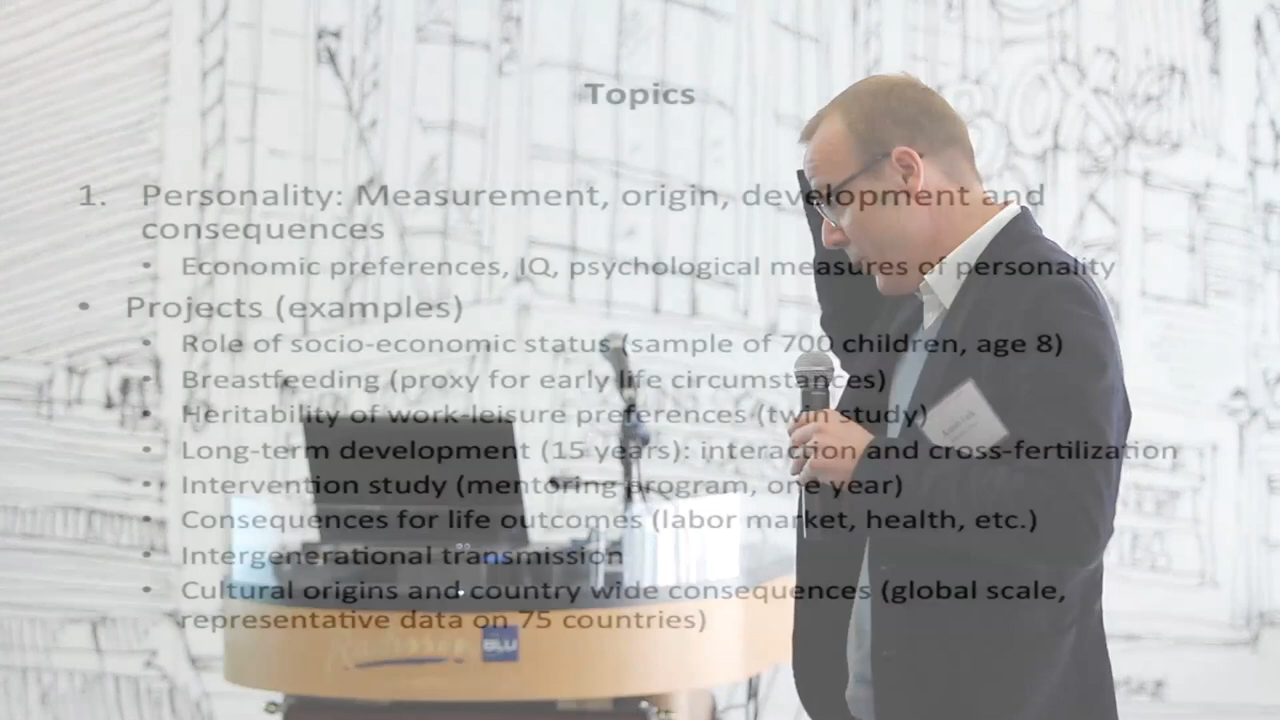 Topics
1. Personality: Measurement, origin, development and
consequences
• Economic preferences, IQ, psychological measures of personality
• Projects (examples)
• Role of socio-economic status (sample of 700 children, age 8)
• Breastfeeding (proxy for early life circumstances)
• Heritability of work-leisure preferences (twin study)
• Long-term development (15 years): interaction and cross-fertilization
• Intervention study (mentoring program, one year)
• Consequences for life outcomes (labor market, health, etc.)
• Intergenerational transmission
• Cultural origins and country wide consequences (global scale,
representative data on 75 countries)
Radisson BLU